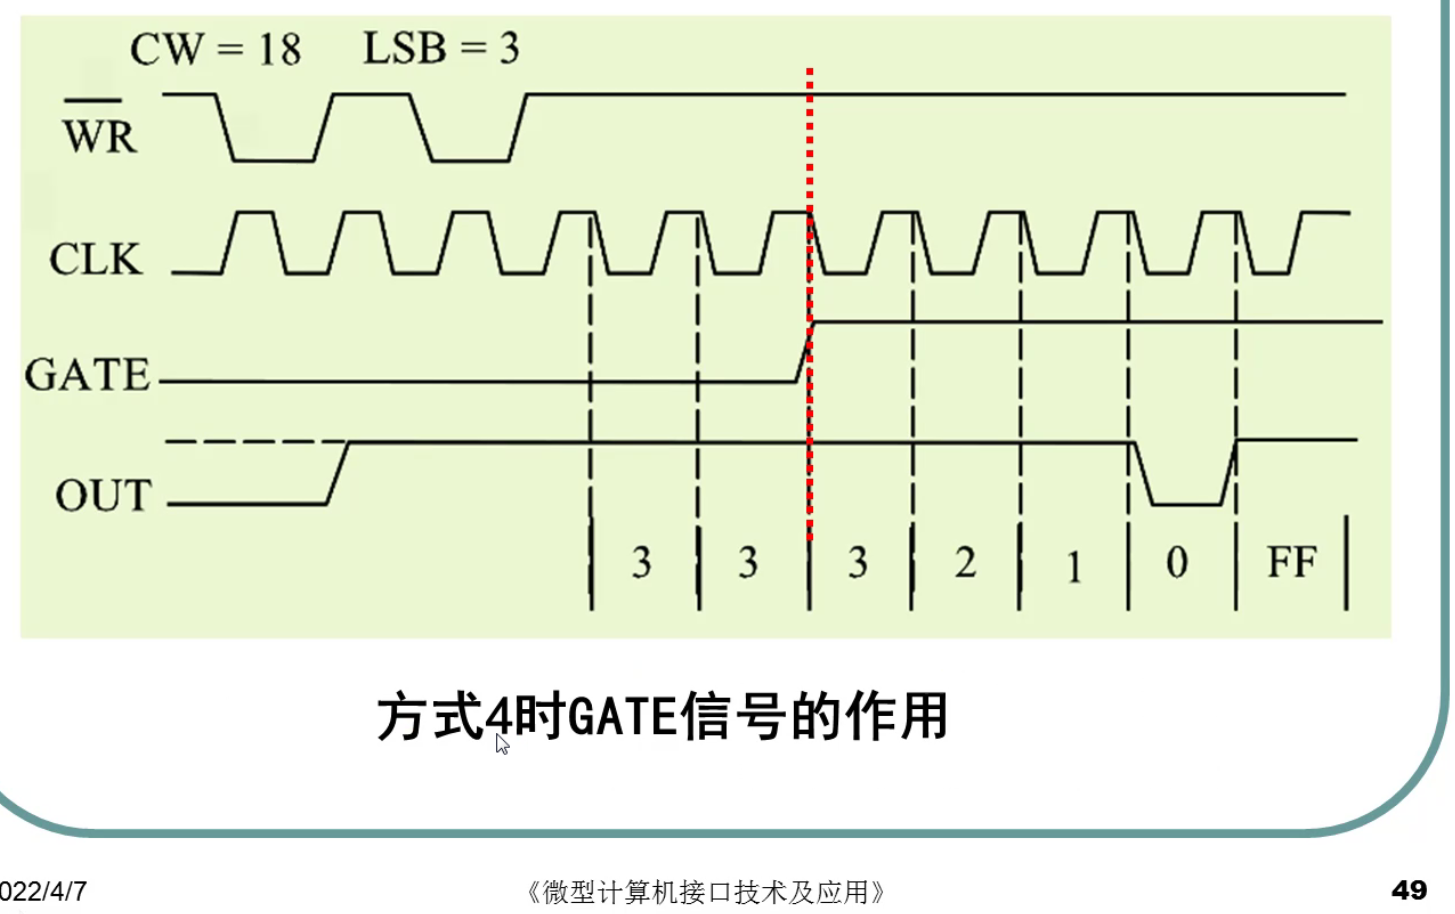 CW = 18 LSB = 3
WR
CLK
GATE
OUT
3 3 3 2 1 0 FF
方式4时GATE信号的作用
022/4/7 《微型计算机接口技术及应用》 49